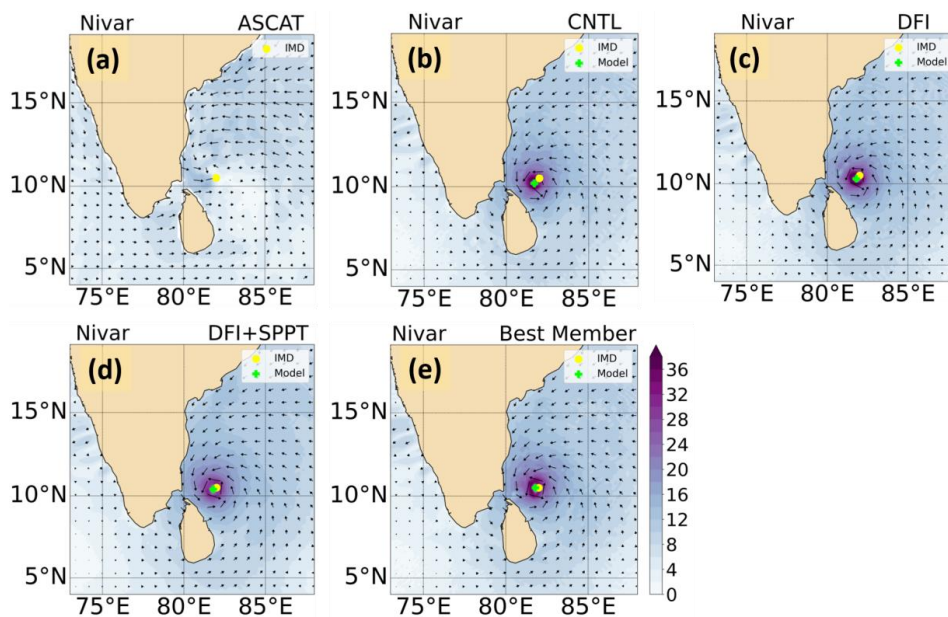 Nivar ASCAT
(a)
IMD
15°N
10°N
5°N
75°E 80°E 85°E
Nivar CNTL
(b)
IMD
Model
15°N
10°N
5°N
75°E 80°E 85°E
Nivar DFI
(c)
IMD
Model
15°N
10°N
5°N
75°E 80°E 85°E
Nivar DFI+SPPT
(d)
IMD
Model
15°N
10°N
5°N
75°E 80°E 85°E
Nivar Best Member
(e)
IMD
Model
15°N
10°N
5°N
75°E 80°E 85°E
36
32
28
24
20
16
12
8
4
0